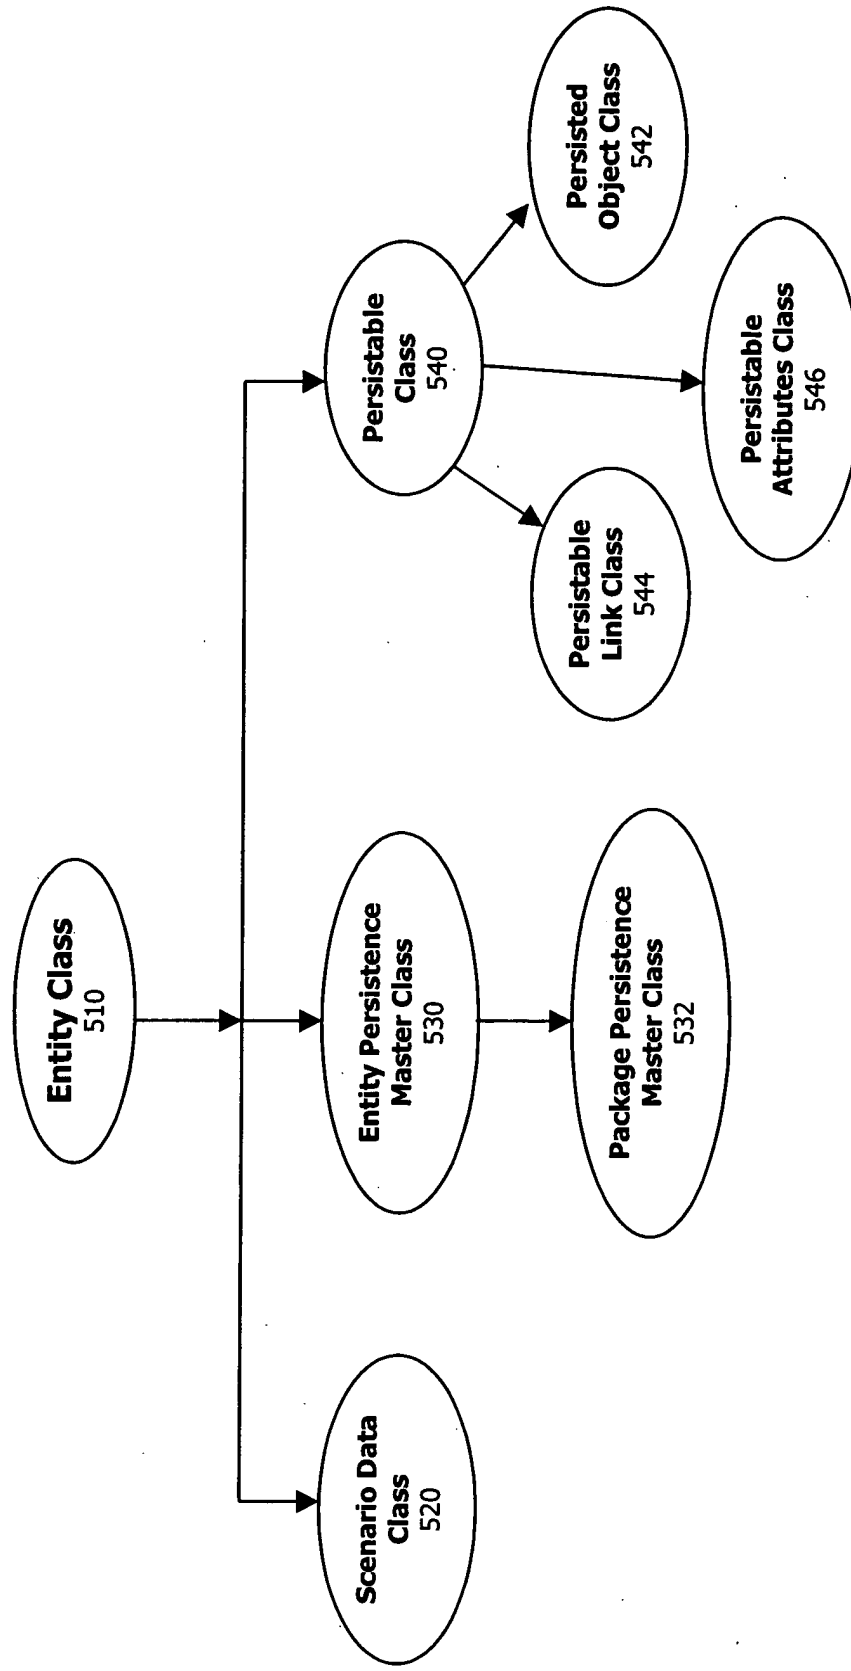 Entity Class
510
Scenario Data
Class
520
Entity Persistence
Master Class
530
Persistable
Class
540
Package Persistence
Master Class
532
Persistable
Link Class
544
Persisted
Object Class
542
Persistable
Attributes Class
546